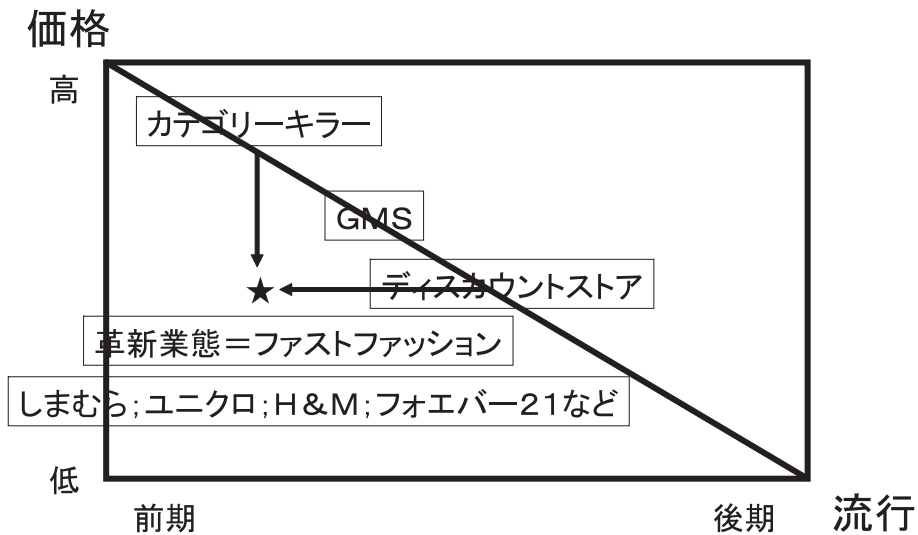 価格
高
カテゴリーキラー
GMS
ディスカウントストア
革新業態＝ファストファッション
しまむら；ユニクロ；H＆M；フォエバー21など
低
前期
後期
流行